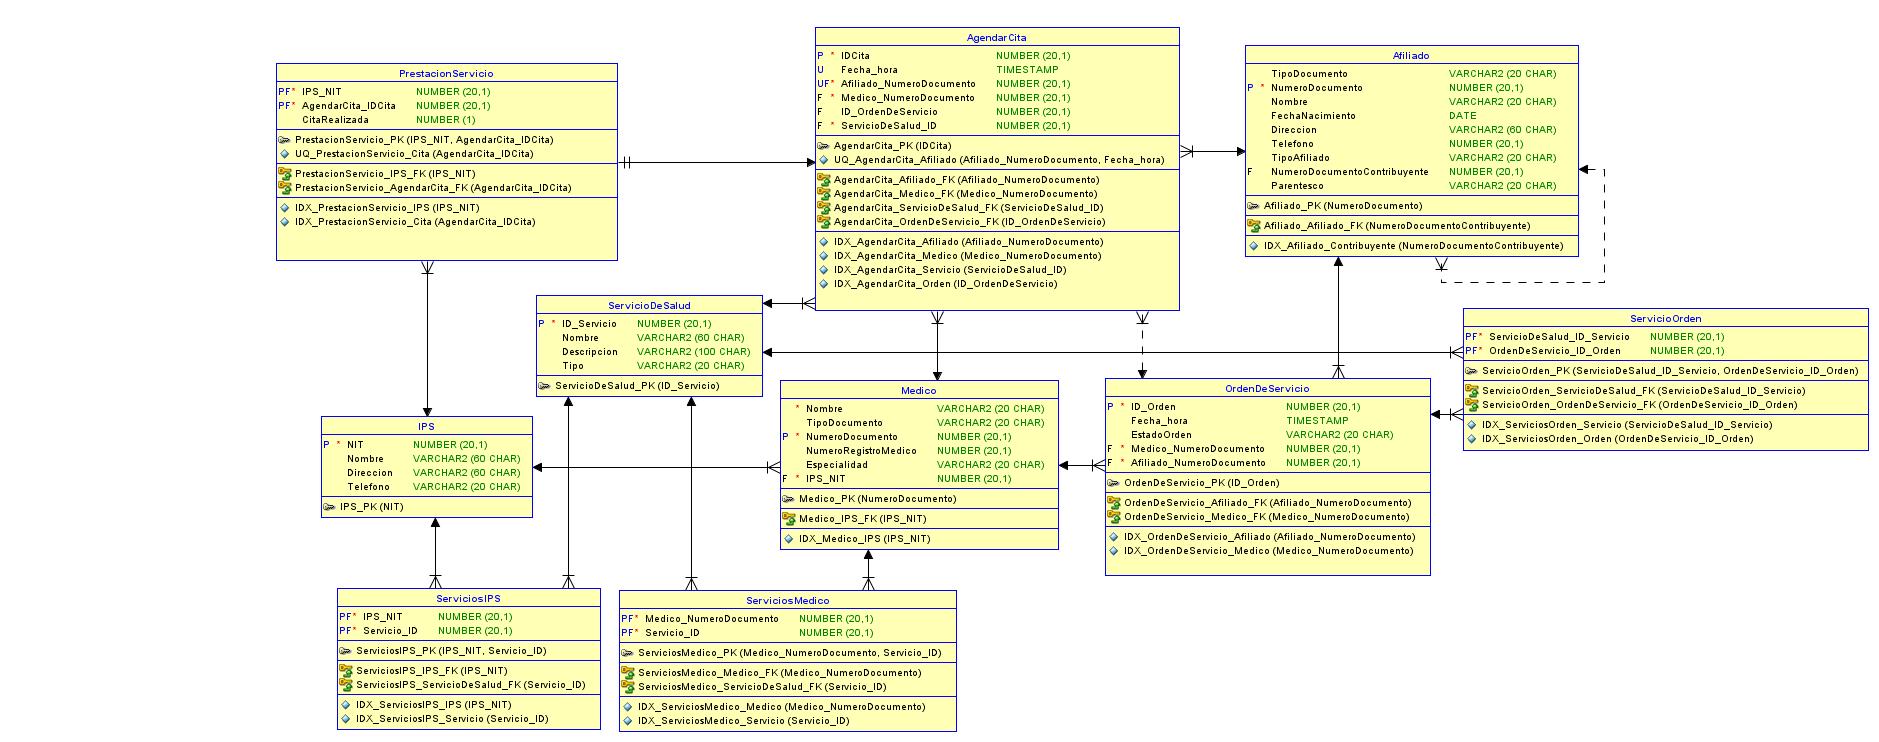 PrestacionServicio
PF* IPS_NIT NUMBER (20,1)
PF* AgendarCita_IDCita NUMBER (20,1)
CitaRealizada NUMBER (1)
PrestacionServicio_PK (IPS_NIT, AgendarCita_IDCita)
UQ_PrestacionServicio_Cita (AgendarCita_IDCita)
PrestacionServicio_IPS_FK (IPS_NIT)
PrestacionServicio_AgendarCita_FK (AgendarCita_IDCita)
IDX_PrestacionServicio_IPS (IPS_NIT)
IDX_PrestacionServicio_Cita (AgendarCita_IDCita)
AgendarCita
P * IDCita NUMBER (20,1)
U Fecha_hora TIMESTAMP
UF* Afiliado_NumeroDocumento NUMBER (20,1)
F * Medico_NumeroDocumento NUMBER (20,1)
F ID_OrdenDeServicio NUMBER (20,1)
F * ServicioDeSalud_ID NUMBER (20,1)
AgendarCita_PK (IDCita)
UQ_AgendarCita_Afiliado (Afiliado_NumeroDocumento, Fecha_hora)
AgendarCita_Afiliado_FK (Afiliado_NumeroDocumento)
AgendarCita_Medico_FK (Medico_NumeroDocumento)
AgendarCita_ServicioDeSalud_FK (ServicioDeSalud_ID)
AgendarCita_OrdenDeServicio_FK (ID_OrdenDeServicio)
IDX_AgendarCita_Afiliado (Afiliado_NumeroDocumento)
IDX_AgendarCita_Medico (Medico_NumeroDocumento)
IDX_AgendarCita_Servicio (ServicioDeSalud_ID)
IDX_AgendarCita_Orden (ID_OrdenDeServicio)
Afiliado
TipoDocumento VARCHAR2 (20 CHAR)
P * NumeroDocumento NUMBER (20,1)
Nombre VARCHAR2 (20 CHAR)
FechaNacimiento DATE
Direccion VARCHAR2 (60 CHAR)
Telefono NUMBER (20,1)
TipoAfiliado VARCHAR2 (20 CHAR)
F NumeroDocumentoContribuyente NUMBER (20,1)
Parentesco VARCHAR2 (20 CHAR)
Afiliado_PK (NumeroDocumento)
Afiliado_Afiliado_FK (NumeroDocumentoContribuyente)
IDX_Afiliado_Contribuyente (NumeroDocumentoContribuyente)
ServicioDeSalud
P * ID_Servicio NUMBER (20,1)
Nombre VARCHAR2 (60 CHAR)
Descripcion VARCHAR2 (100 CHAR)
Tipo VARCHAR2 (20 CHAR)
ServicioDeSalud_PK (ID_Servicio)
ServicioOrden
PF* ServicioDeSalud_ID_Servicio NUMBER (20,1)
PF* OrdenDeServicio_ID_Orden NUMBER (20,1)
ServicioOrden_PK (ServicioDeSalud_ID_Servicio, OrdenDeServicio_ID_Orden)
ServicioOrden_ServicioDeSalud_FK (ServicioDeSalud_ID_Servicio)
ServicioOrden_OrdenDeServicio_FK (OrdenDeServicio_ID_Orden)
IDX_ServiciosOrden_Servicio (ServicioDeSalud_ID_Servicio)
IDX_ServiciosOrden_Orden (OrdenDeServicio_ID_Orden)
IPS
P * NIT NUMBER (20,1)
Nombre VARCHAR2 (60 CHAR)
Direccion VARCHAR2 (60 CHAR)
Telefono VARCHAR2 (20 CHAR)
IPS_PK (NIT)
Medico
* Nombre VARCHAR2 (20 CHAR)
TipoDocumento VARCHAR2 (20 CHAR)
P * NumeroDocumento NUMBER (20,1)
NumeroRegistroMedico NUMBER (20,1)
Especialidad VARCHAR2 (20 CHAR)
F * IPS_NIT NUMBER (20,1)
Medico_PK (NumeroDocumento)
Medico_IPS_FK (IPS_NIT)
IDX_Medico_IPS (IPS_NIT)
OrdenDeServicio
P * ID_Orden NUMBER (20,1)
Fecha_hora TIMESTAMP
EstadoOrden VARCHAR2 (20 CHAR)
F * Medico_NumeroDocumento NUMBER (20,1)
F * Afiliado_NumeroDocumento NUMBER (20,1)
OrdenDeServicio_PK (ID_Orden)
OrdenDeServicio_Afiliado_FK (Afiliado_NumeroDocumento)
OrdenDeServicio_Medico_FK (Medico_NumeroDocumento)
IDX_OrdenDeServicio_Afiliado (Afiliado_NumeroDocumento)
IDX_OrdenDeServicio_Medico (Medico_NumeroDocumento)
ServiciosIPS
PF* IPS_NIT NUMBER (20,1)
PF* Servicio_ID NUMBER (20,1)
ServiciosIPS_PK (IPS_NIT, Servicio_ID)
ServiciosIPS_IPS_FK (IPS_NIT)
ServiciosIPS_ServicioDeSalud_FK (Servicio_ID)
IDX_ServiciosIPS_IPS (IPS_NIT)
IDX_ServiciosIPS_Servicio (Servicio_ID)
ServiciosMedico
PF* Medico_NumeroDocumento NUMBER (20,1)
PF* Servicio_ID NUMBER (20,1)
ServiciosMedico_PK (Medico_NumeroDocumento, Servicio_ID)
ServiciosMedico_Medico_FK (Medico_NumeroDocumento)
ServiciosMedico_ServicioDeSalud_FK (Servicio_ID)
IDX_ServiciosMedico_Medico (Medico_NumeroDocumento)
IDX_ServiciosMedico_Servicio (Servicio_ID)